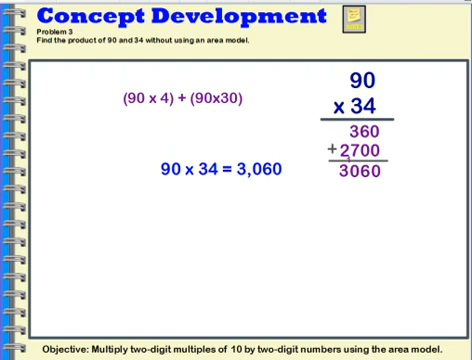 Concept Development
Problem 3
Find the product of 90 and 34 without using an area model.
(90 x 4) + (90x30)
90 x 34 = 3,060
90
x 34
360
+ 2700
1
3060
Objective: Multiply two-digit multiples of 10 by two-digit numbers using the area model.